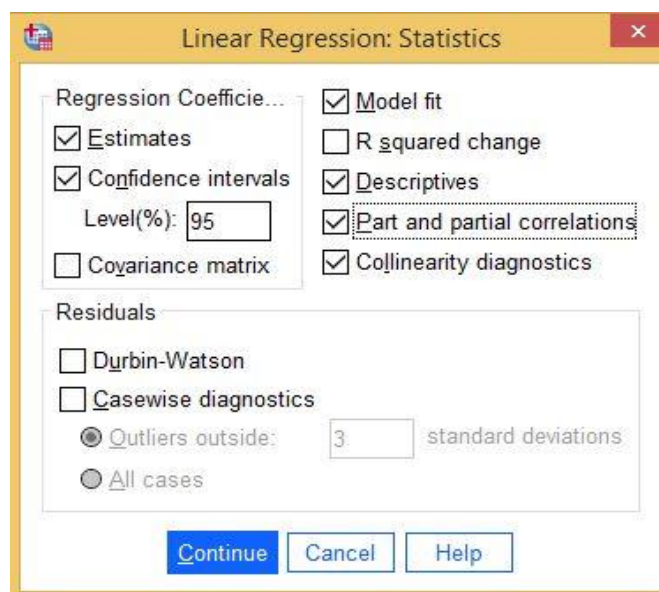 Linear Regression: Statistics
Regression Coefficie...
Estimates
Confidence intervals
Level(%): 95
Covariance matrix
Model fit
R squared change
Descriptives
Part and partial correlations
Collinearity diagnostics
Residuals
Durbin-Watson
Casewise diagnostics
Outliers outside: 3 standard deviations
All cases
Continue Cancel Help